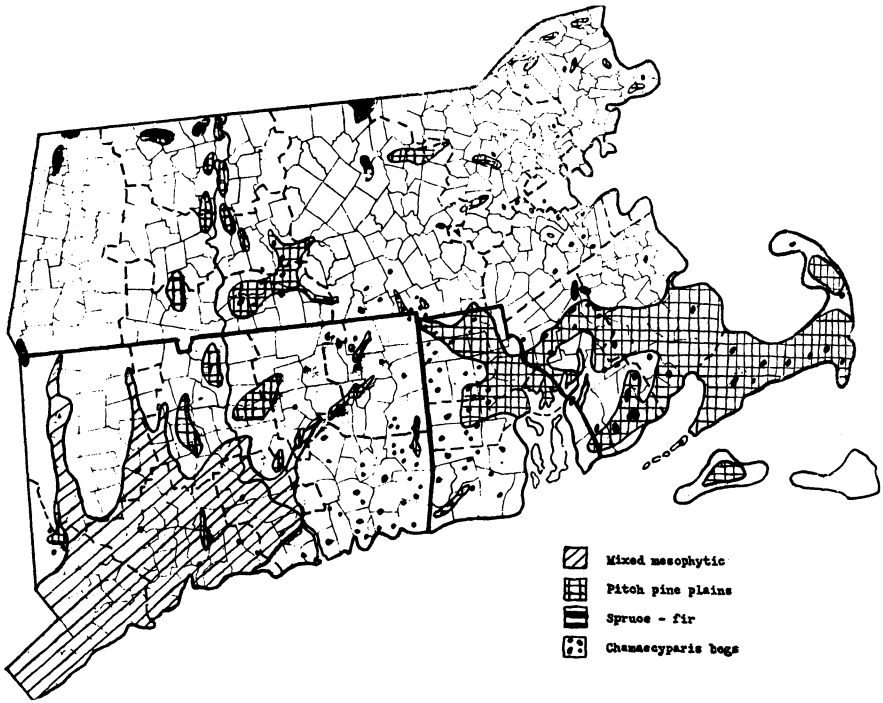 Mixed mesophytic
Pitch pine plains
Spruce - fir
Chamaecyparis bogs